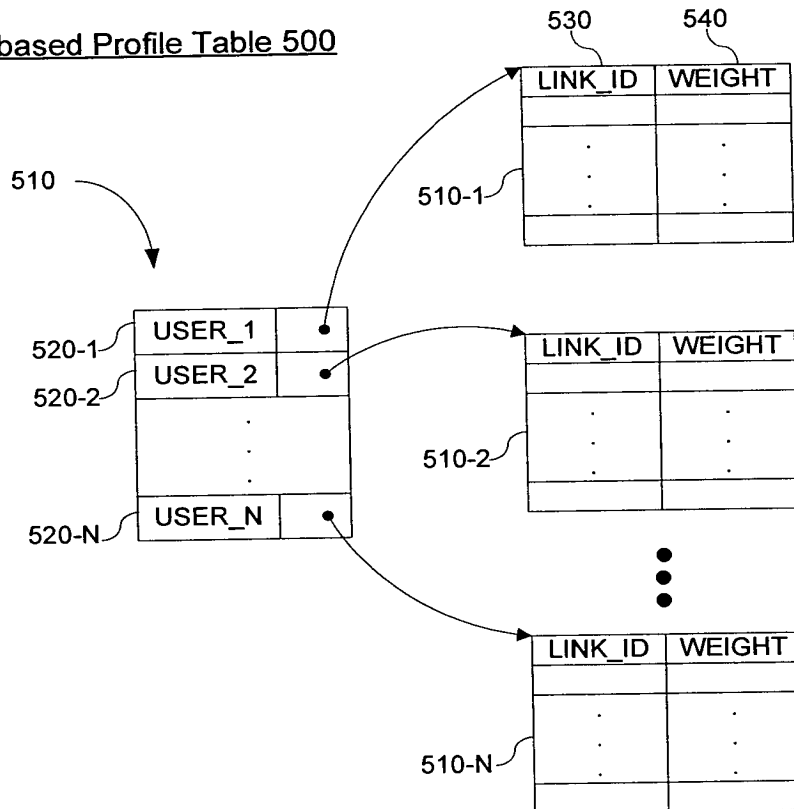 based Profile Table 500
530 540
LINK_ID WEIGHT
510
510-1
520-1 USER_1
520-2 USER_2
LINK_ID WEIGHT
510-2
520-N USER_N
LINK_ID WEIGHT
510-N